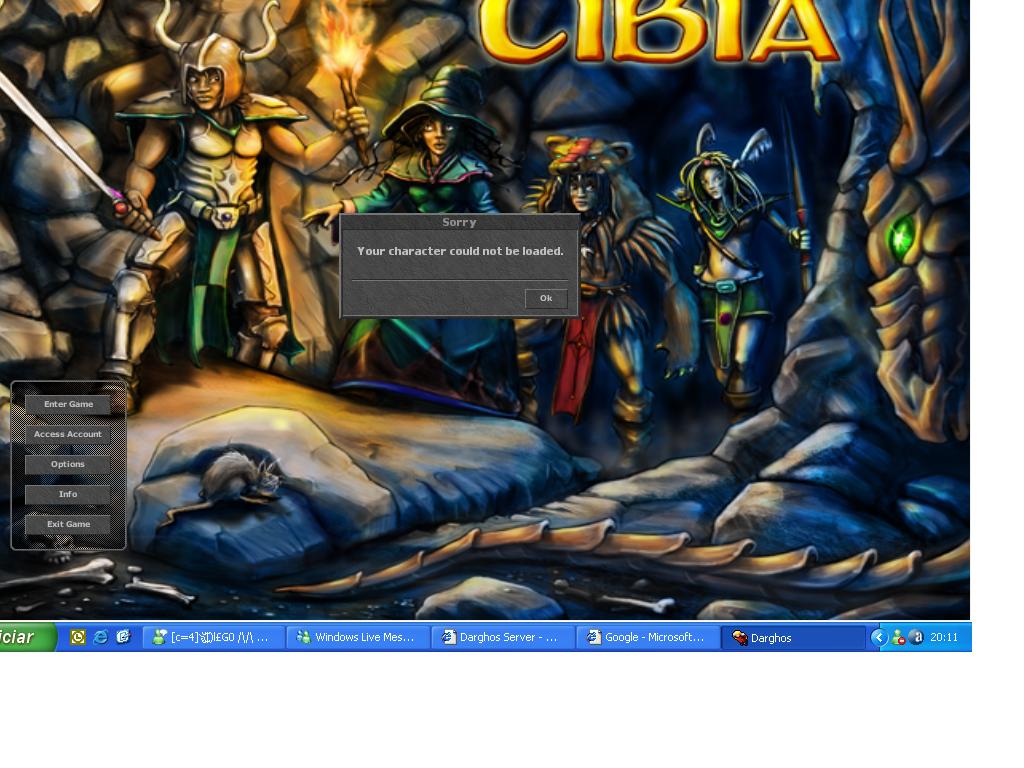 CIBIA
Sorry
Your character could not be loaded.
Ok
Enter Game
Access Account
Options
Info
Exit Game
iciar
Windows Live Mes...
Darghos Server - ...
Google - Microsoft...
Darghos
20:11